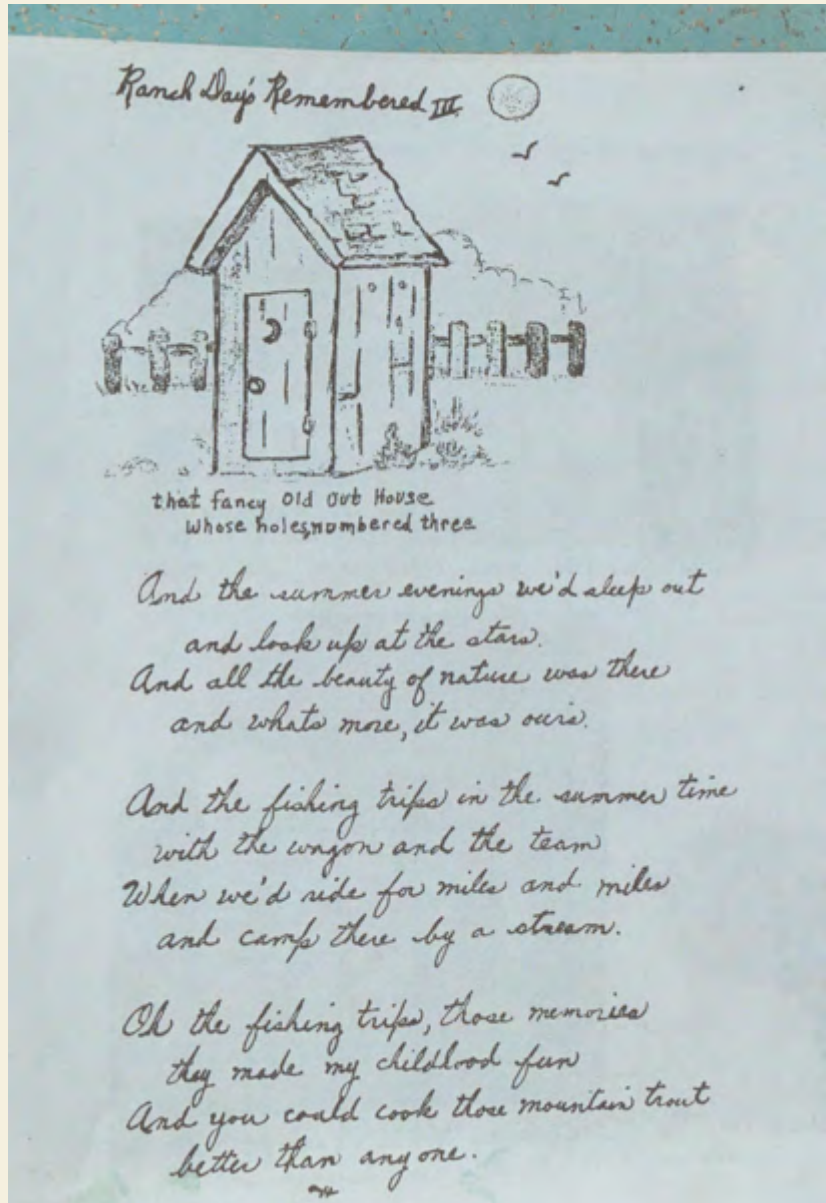 Ranch Day's Remembered III
that fancy Old Out House
whose holes, numbered three
And the summer evenings we'd sleep out
and look up at the stars.
And all the beauty of nature was there
and whats more, it was ours.
And the fishing trips in the summer time
with the wagon and the team
When we'd ride for miles and miles
and camp there by a stream.
Oh the fishing trips, those memories
they made my childhood fun
And you could cook those mountain trout
better than anyone.